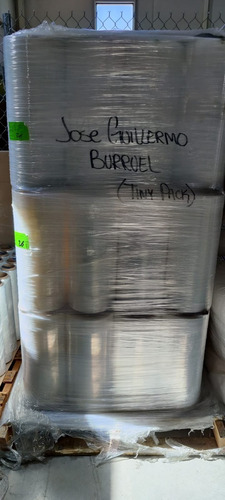 JOSE GUILLERMO
BURRUEL
(TINY PACK)